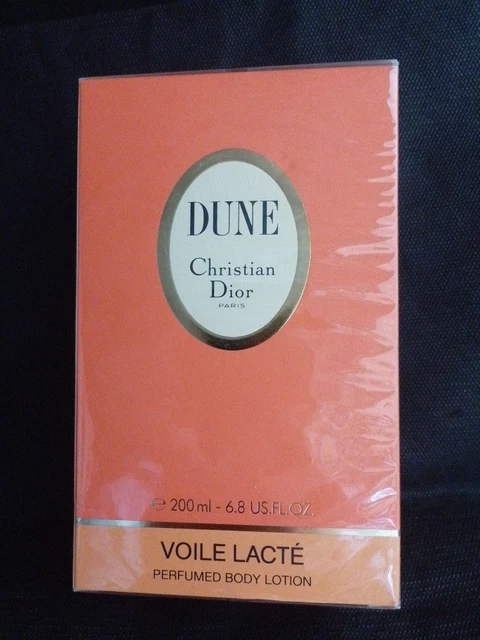 DUNE
Christian
Dior
PARIS
℮ 200 ml - 6.8 US.FL.OZ.
VOILE LACTÉ
PERFUMED BODY LOTION